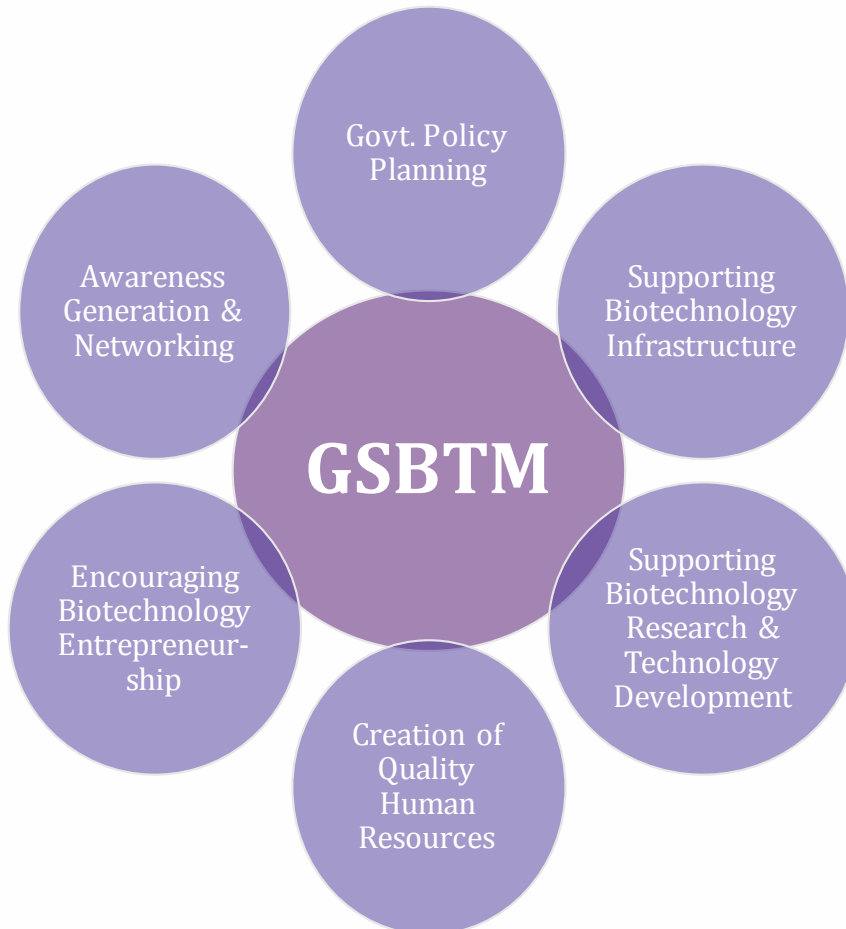 Govt. Policy
Planning
Supporting
Biotechnology
Infrastructure
Supporting
Biotechnology
Research &
Technology
Development
Creation of
Quality
Human
Resources
Encouraging
Biotechnology
Entrepreneur-
ship
Awareness
Generation &
Networking
GSBTM